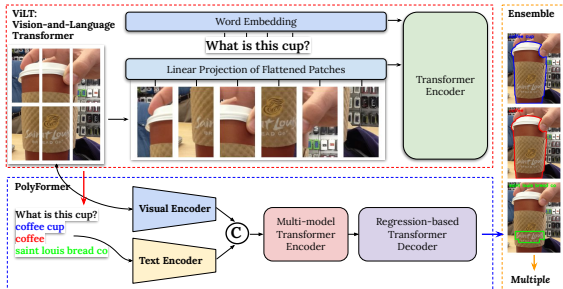 ViLT:
Vision-and-Language
Transformer
Word Embedding
What is this cup?
Linear Projection of Flattened Patches
Transformer
Encoder
Ensemble
PolyFormer
What is this cup?
coffee cup
coffee
saint louis bread co
Visual Encoder
Text Encoder
C
Multi-model
Transformer
Encoder
Regression-based
Transformer
Decoder
Multiple